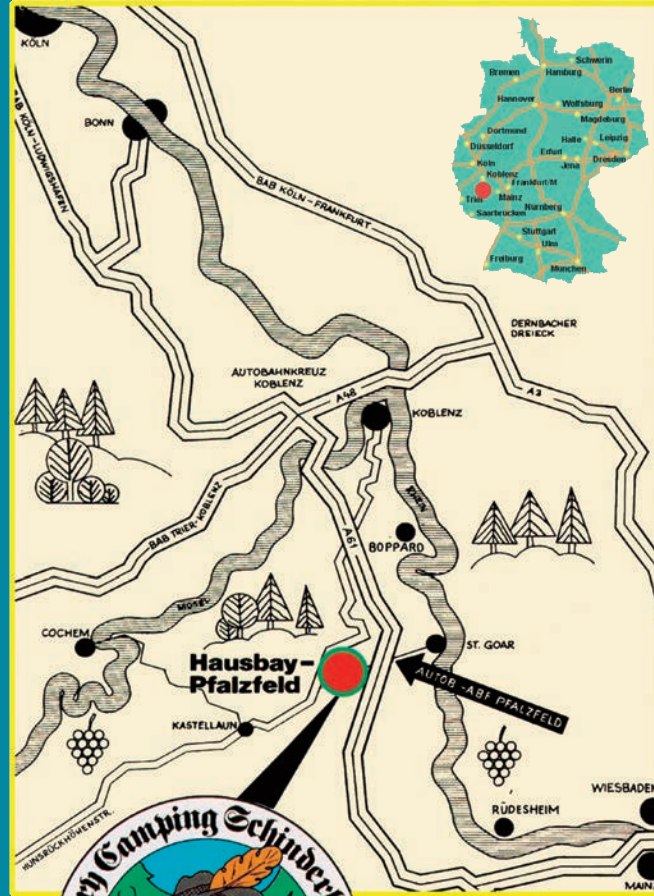 KÖLN
BONN
BAB KÖLN-LUDWIGSHAFEN
BAB KÖLN-FRANKFURT
DERNBACHER
DREIECK
AUTOBAHNKREUZ
KOBLENZ
A48
A3
KOBLENZ
RHEIN
BAB TRIER-KOBLENZ
A61
BOPPARD
MOSEL
COCHEM
ST. GOAR
Hausbay–
Pfalzfeld
AUTOB.-ABF PFALZFELD
KASTELLAUN
WIESBADEN
RÜDESHEIM
HUNSRÜCKHÖHENSTR.
MAIN
Camping Schinder
Schwerin
Hamburg
Bremen
Berlin
Hannover
Wolfsburg
Magdeburg
Dortmund
Düsseldorf
Halle
Leipzig
Erfurt
Köln
Jena
Dresden
Koblenz
Frankfurt/M
Trier
Mainz
Nürnberg
Saarbrücken
Stuttgart
Ulm
Freiburg
München